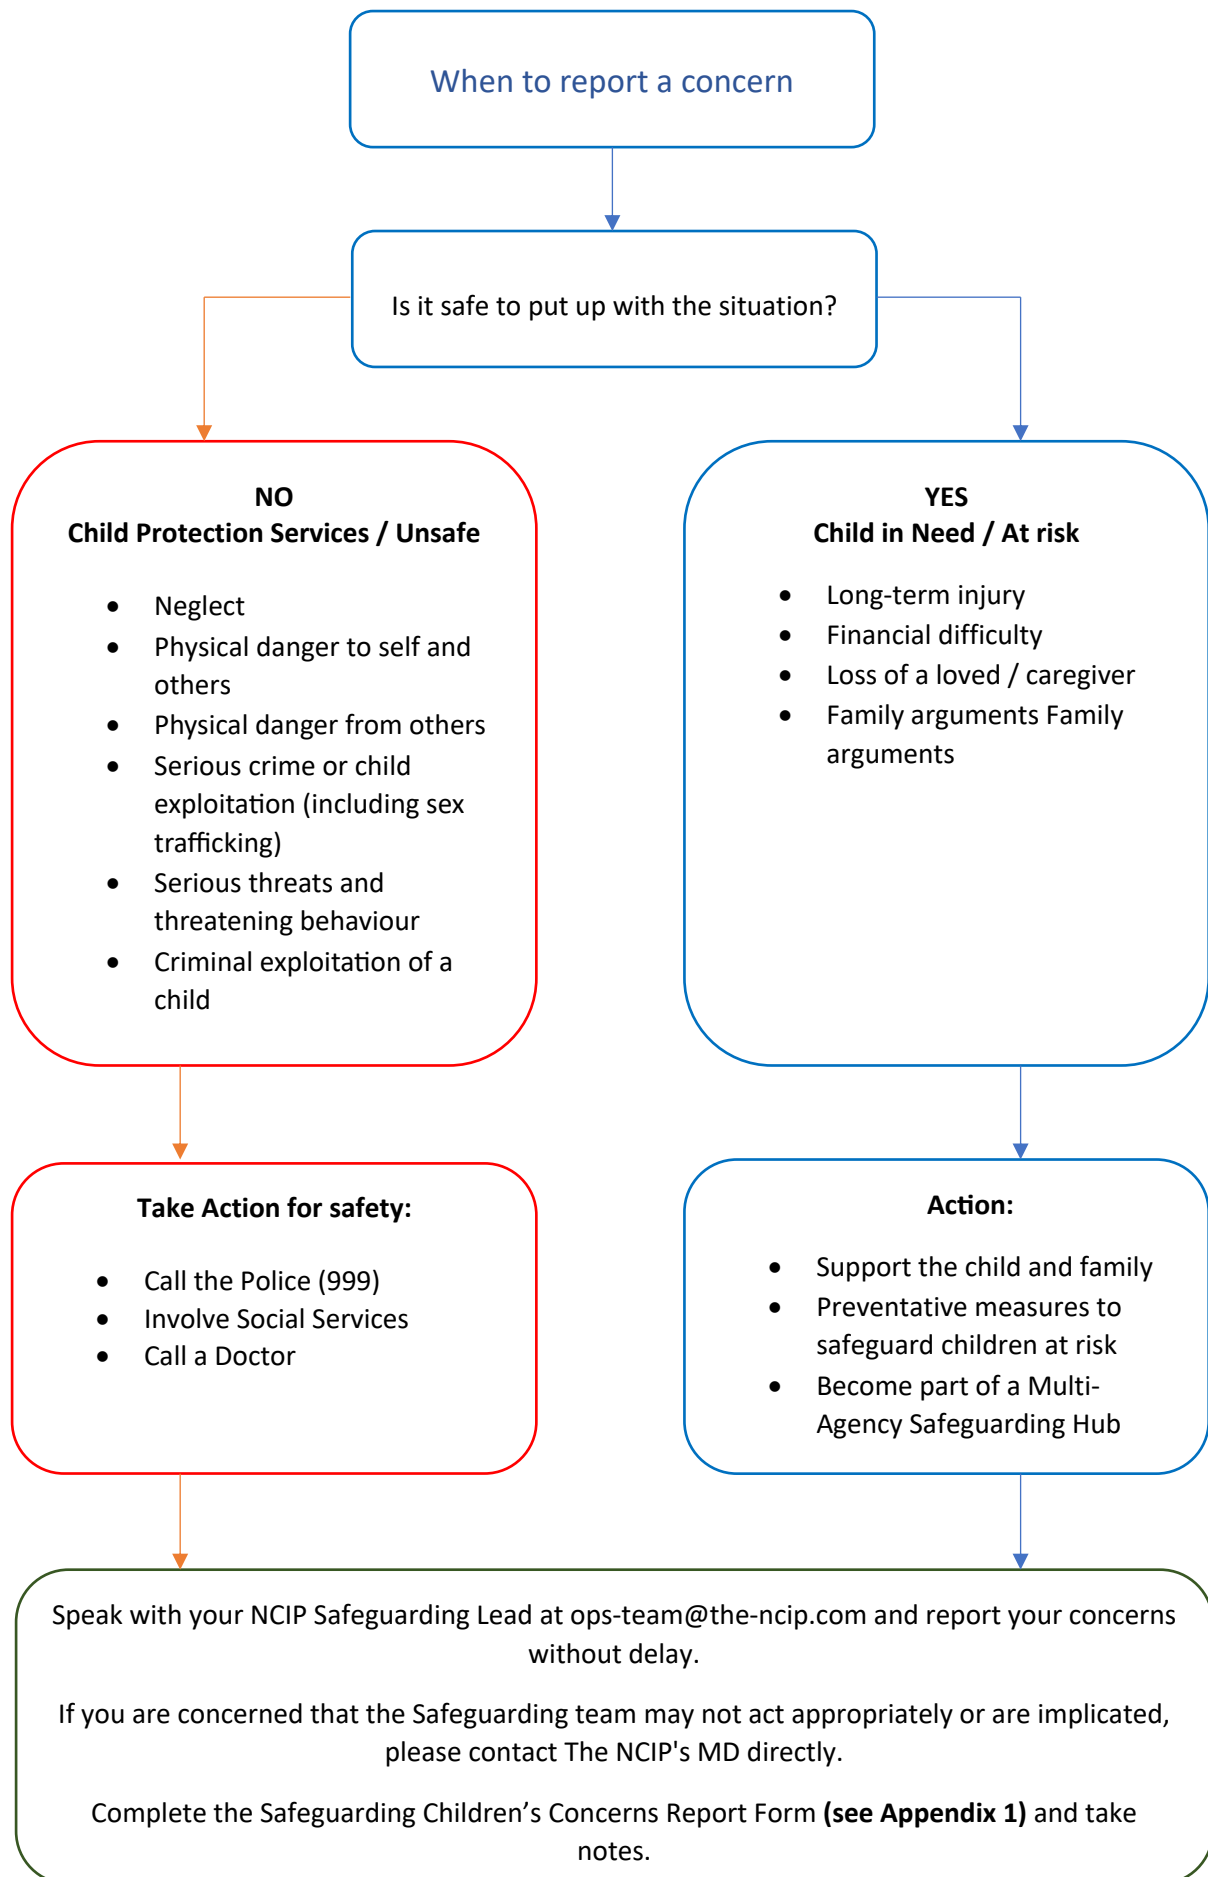 When to report a concern
Is it safe to put up with the situation?
NO
Child Protection Services / Unsafe
• Neglect
• Physical danger to self and
others
• Physical danger from others
• Serious crime or child
exploitation (including sex
trafficking)
• Serious threats and
threatening behaviour
• Criminal exploitation of a
child
YES
Child in Need / At risk
• Long-term injury
• Financial difficulty
• Loss of a loved / caregiver
• Family arguments Family
arguments
Take Action for safety:
• Call the Police (999)
• Involve Social Services
• Call a Doctor
Action:
• Support the child and family
• Preventative measures to
safeguard children at risk
• Become part of a Multi-
Agency Safeguarding Hub
Speak with your NCIP Safeguarding Lead at ops-team@the-ncip.com and report your concerns
without delay.
If you are concerned that the Safeguarding team may not act appropriately or are implicated,
please contact The NCIP's MD directly.
Complete the Safeguarding Children’s Concerns Report Form (see Appendix 1) and take
notes.